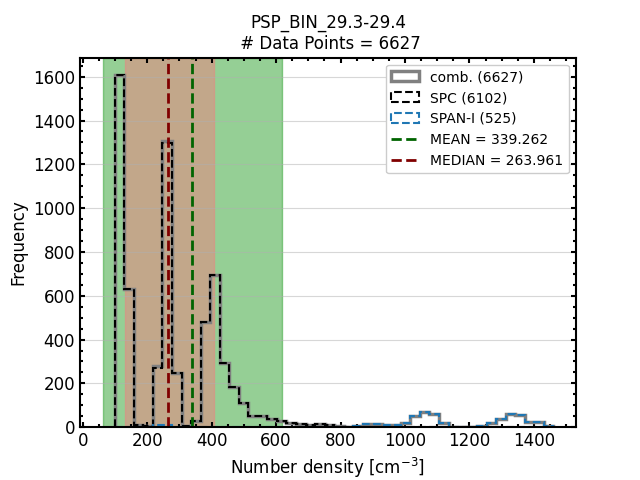 PSP_BIN_29.3-29.4
# Data Points = 6627
comb. (6627)
SPC (6102)
SPAN-I (525)
MEAN = 339.262
MEDIAN = 263.961
Frequency
1600
1400
1200
1000
800
600
400
200
0
0 200 400 600 800 1000 1200 1400
Number density [cm⁻³]